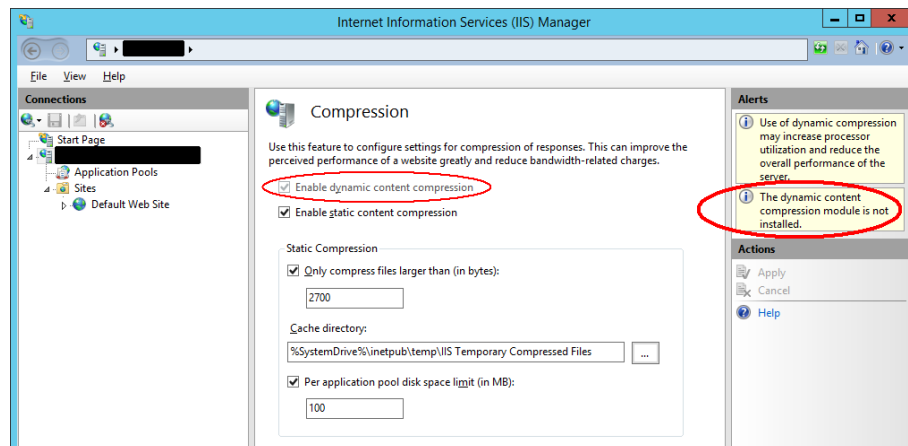 Internet Information Services (IIS) Manager
File View Help
Connections
Start Page
Application Pools
Sites
Default Web Site
Compression
Use this feature to configure settings for compression of responses. This can improve the
perceived performance of a website greatly and reduce bandwidth-related charges.
Enable dynamic content compression
Enable static content compression
Static Compression
Only compress files larger than (in bytes):
2700
Cache directory:
%SystemDrive%\inetpub\temp\IIS Temporary Compressed Files
...
Per application pool disk space limit (in MB):
100
Alerts
Use of dynamic compression
may increase processor
utilization and reduce the
overall performance of the
server.
The dynamic content
compression module is not
installed.
Actions
Apply
Cancel
Help